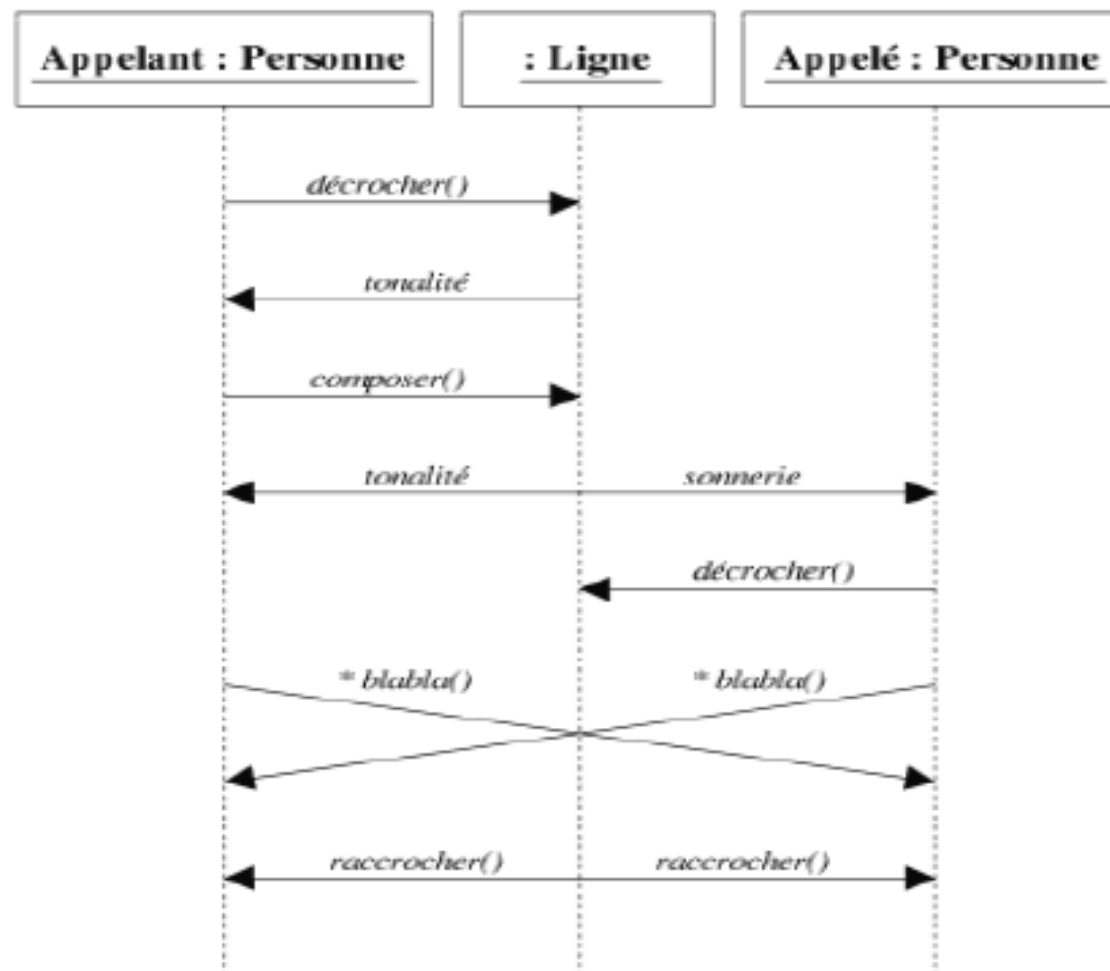 Appelant : Personne
: Ligne
Appelé : Personne
décrocher()
tonalité
composer()
tonalité
sonnerie
décrocher()
* blabla()
* blabla()
raccrocher()
raccrocher()